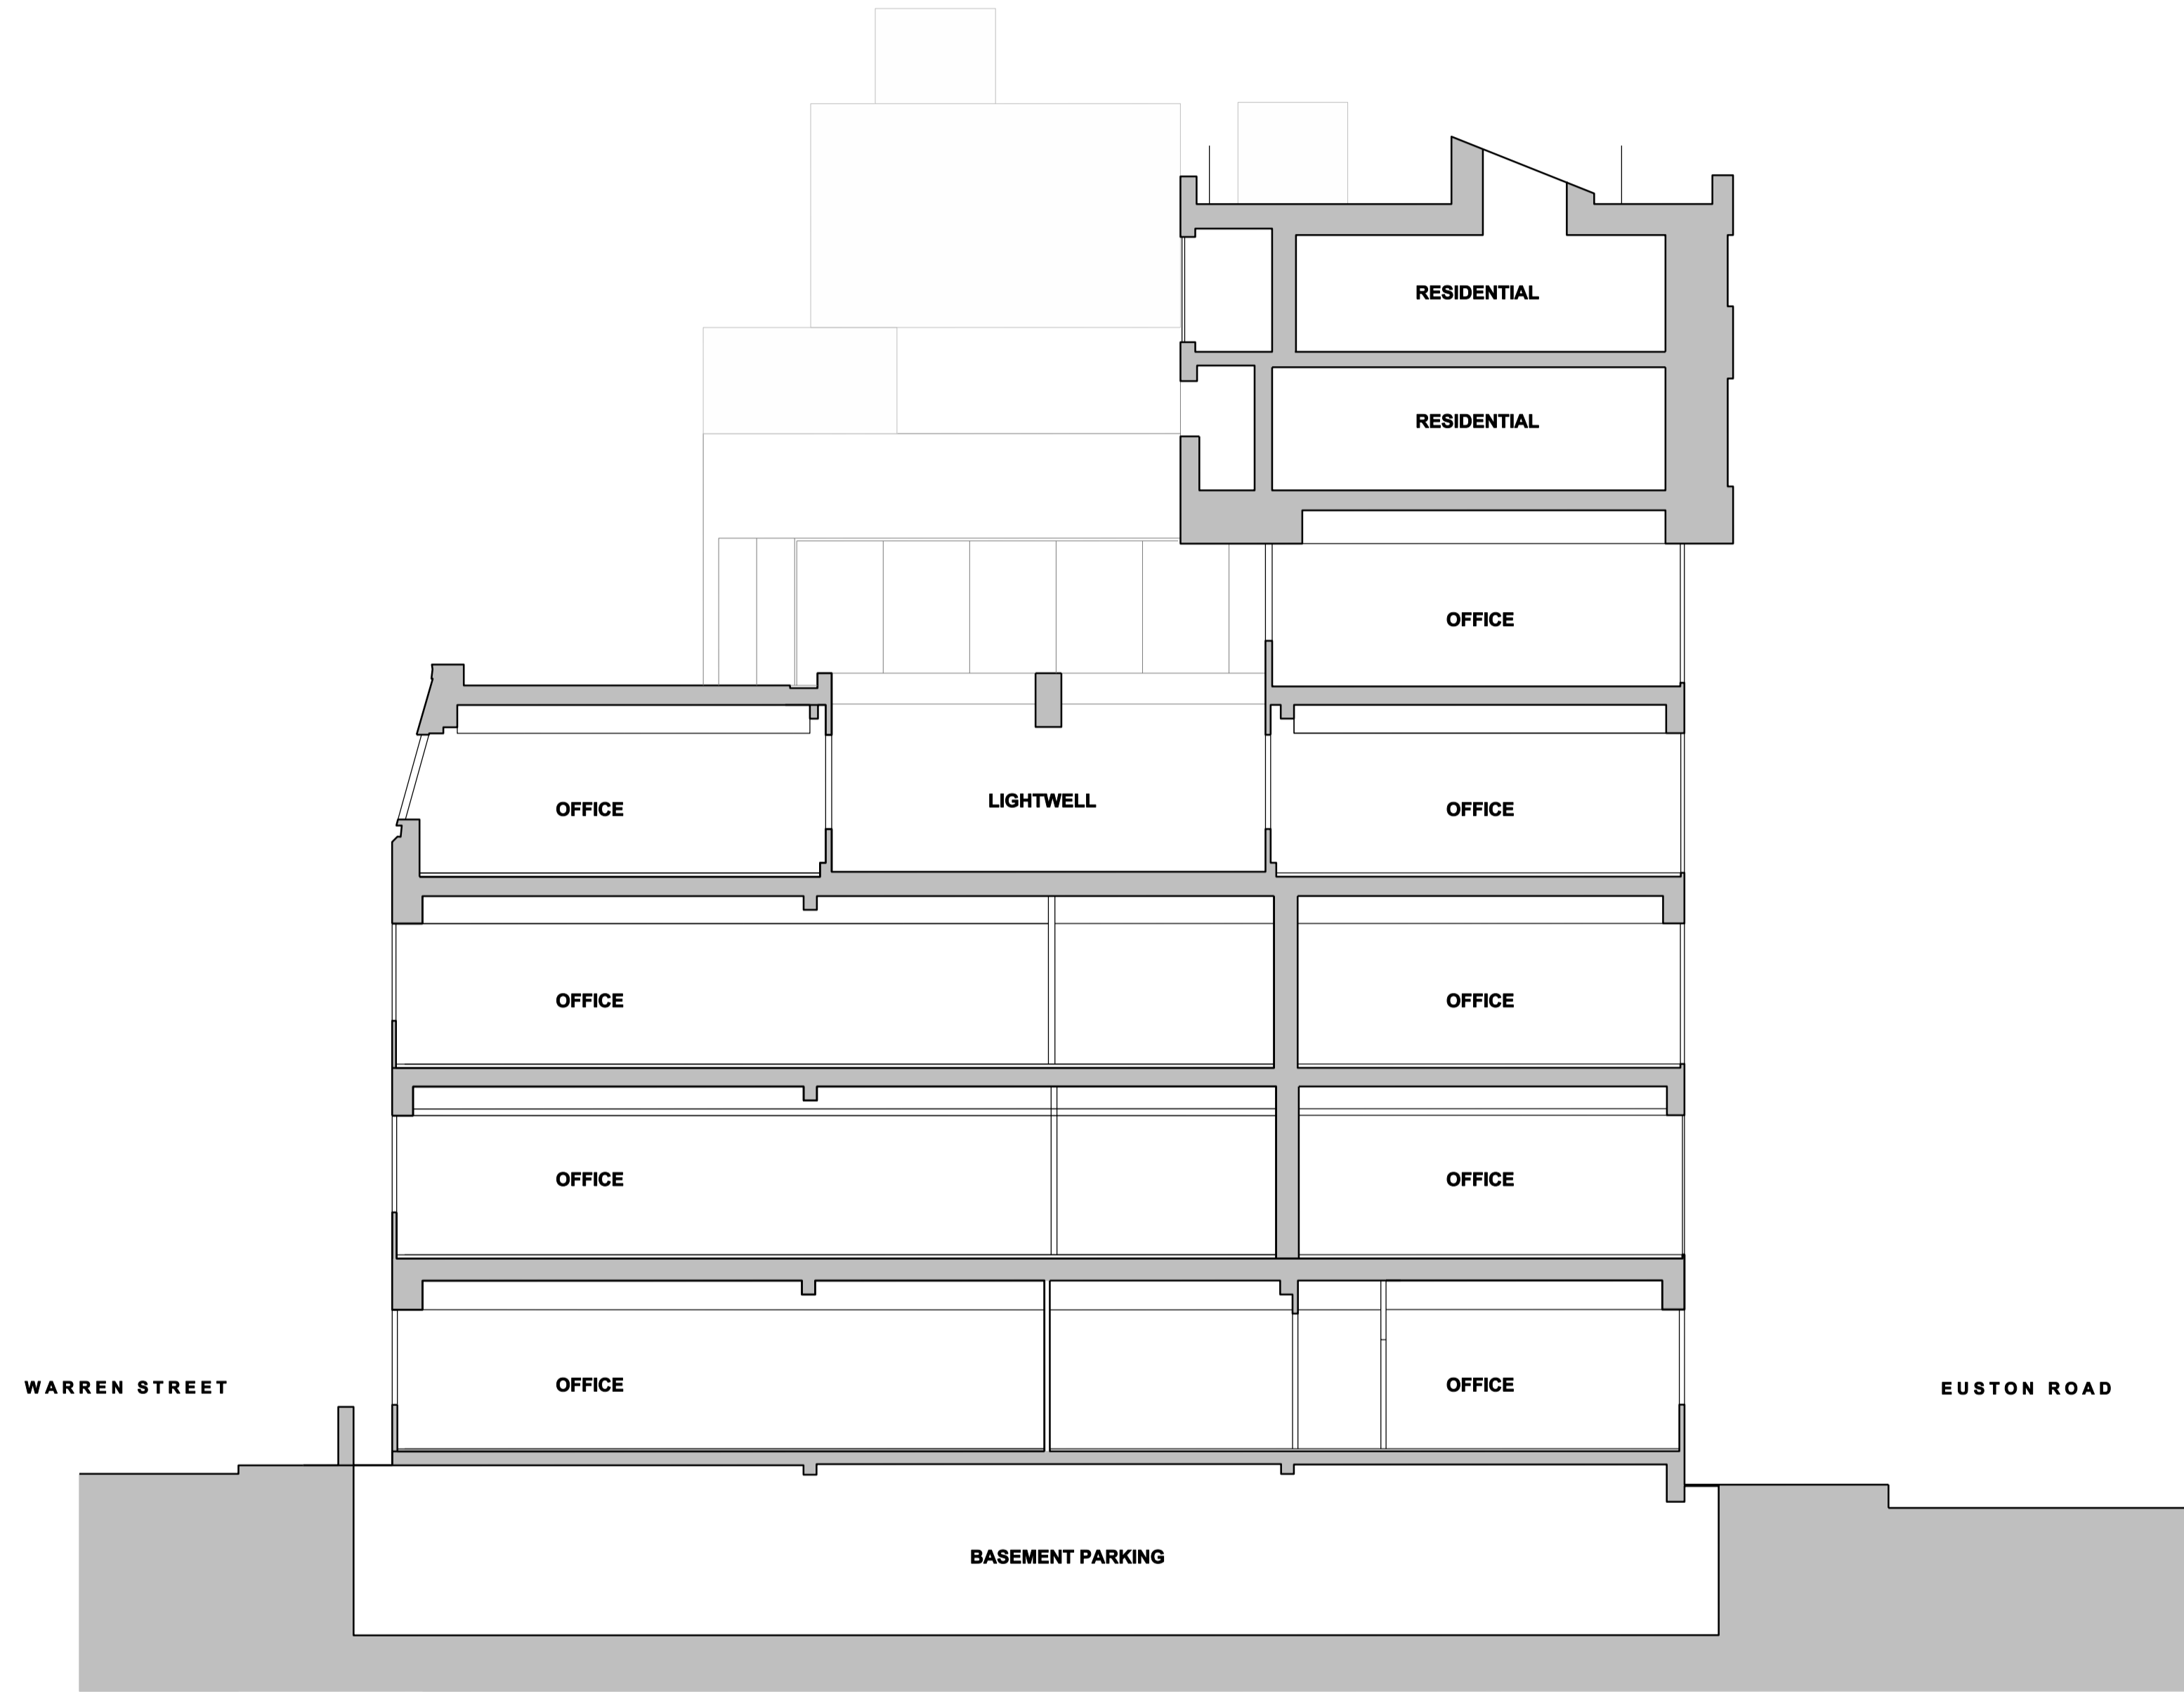 RESIDENTIAL
RESIDENTIAL
OFFICE
OFFICE
LIGHTWELL
OFFICE
OFFICE
OFFICE
OFFICE
OFFICE
WARREN STREET
OFFICE
OFFICE
EUSTON ROAD
BASEMENT PARKING